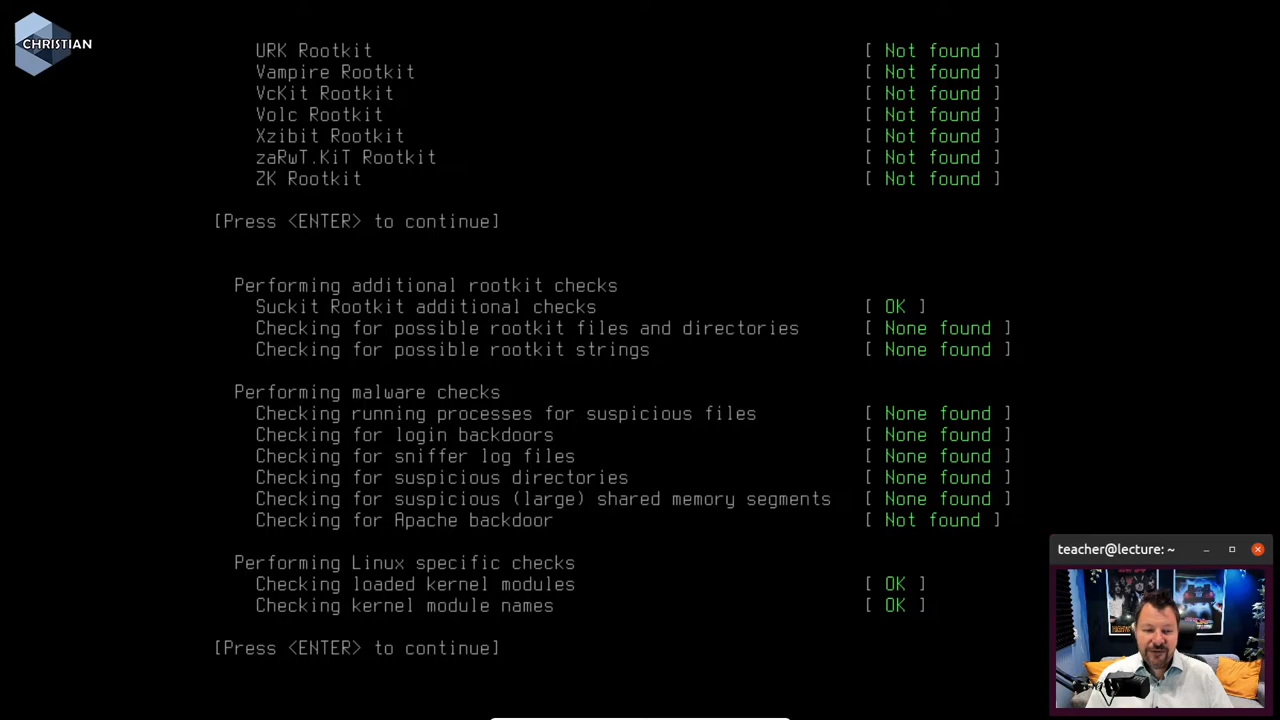 CHRISTIAN
URK Rootkit [ Not found ]
Vampire Rootkit [ Not found ]
VcKit Rootkit [ Not found ]
Volc Rootkit [ Not found ]
Xzibit Rootkit [ Not found ]
zaRwT.KiT Rootkit [ Not found ]
ZK Rootkit [ Not found ]
[Press <ENTER> to continue]
Performing additional rootkit checks
Suckit Rootkit additional checks [ OK ]
Checking for possible rootkit files and directories [ None found ]
Checking for possible rootkit strings [ None found ]
Performing malware checks
Checking running processes for suspicious files [ None found ]
Checking for login backdoors [ None found ]
Checking for sniffer log files [ None found ]
Checking for suspicious directories [ None found ]
Checking for suspicious (large) shared memory segments [ None found ]
Checking for Apache backdoor [ Not found ]
Performing Linux specific checks
Checking loaded kernel modules [ OK ]
Checking kernel module names [ OK ]
[Press <ENTER> to continue]
teacher@lecture: ~